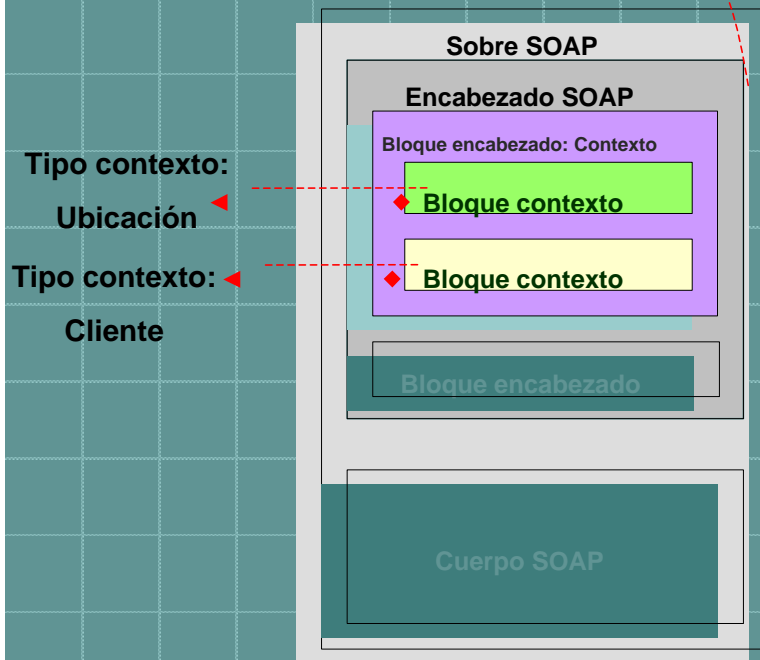 Sobre SOAP
Encabezado SOAP
Bloque encabezado: Contexto
Tipo contexto:
Ubicación
Bloque contexto
Tipo contexto:
Cliente
Bloque contexto
Bloque encabezado
Cuerpo SOAP